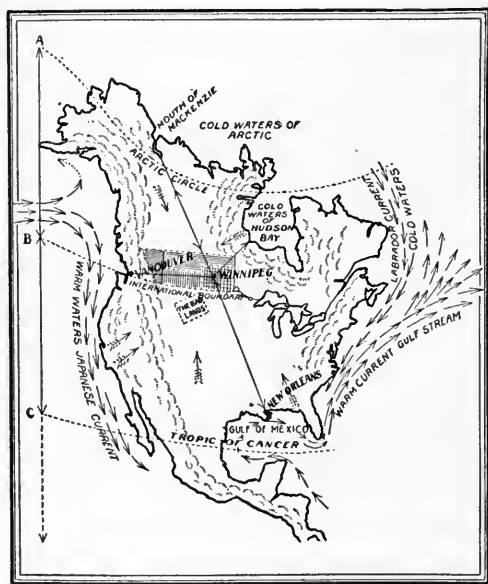 A
MOUTH OF
MACKENZIE
COLD WATERS OF
ARCTIC
ARCTIC CIRCLE
COLD
WATERS
OF
HUDSON
BAY
LABRADOR CURRENT
COLD WATERS
B
VANCOUVER
WINNIPEG
INTERNATIONAL BOUNDARY
THE BAD
LANDS
WARM WATERS JAPANESE CURRENT
WARM CURRENT GULF STREAM
C
NEW ORLEANS
GULF OF MEXICO
TROPIC OF CANCER